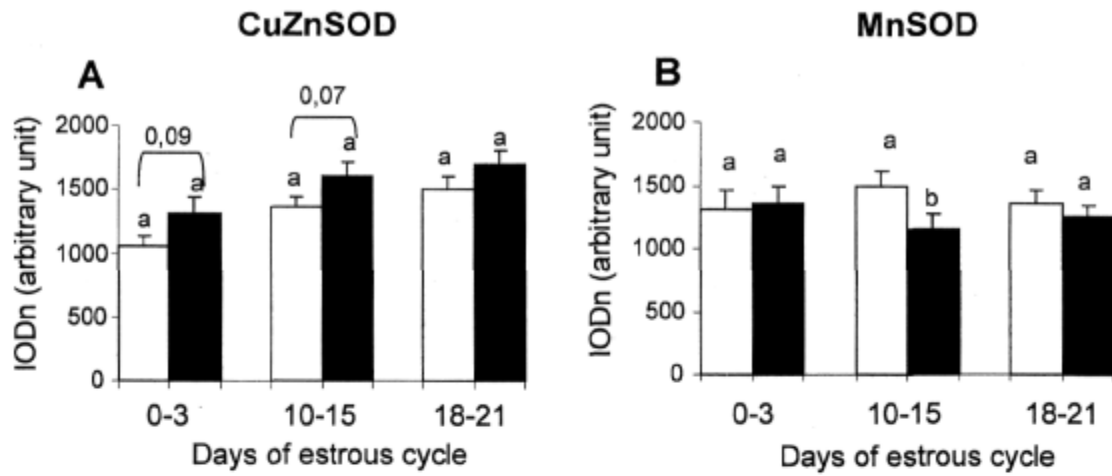 CuZnSOD
A
IODn (arbitrary unit)
2000
1500
1000
500
0
0,09
0,07
a
a
a
a
a
a
0-3
10-15
18-21
Days of estrous cycle
MnSOD
B
IODn (arbitrary unit)
2000
1500
1000
500
0
a
a
a
b
a
a
0-3
10-15
18-21
Days of estrous cycle